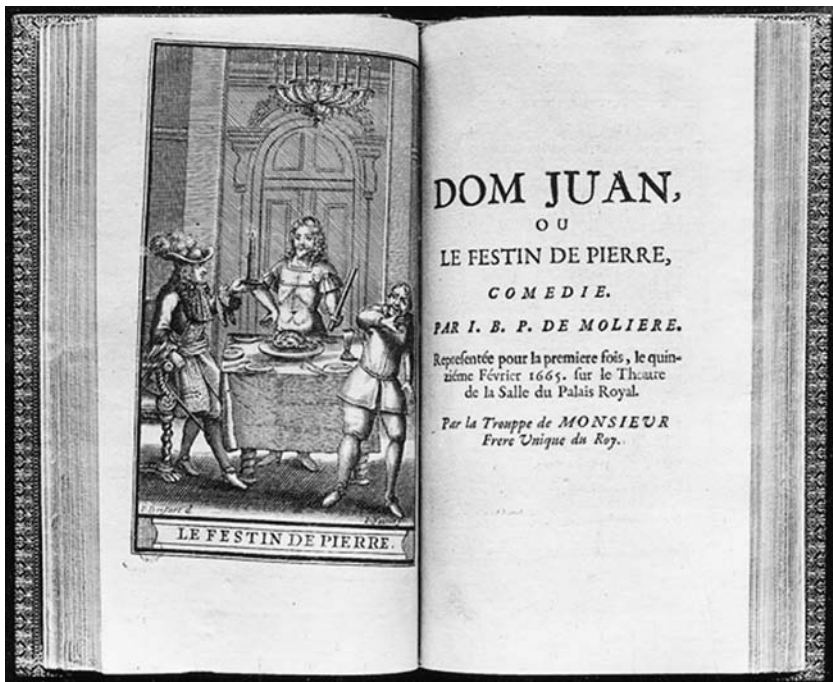 LE FESTIN DE PIERRE.
DOM JUAN,
OU
LE FESTIN DE PIERRE,
COMEDIE.
PAR I. B. P. DE MOLIERE.
Representée pour la premiere fois, le quin-
ziéme Février 1665. sur le Theatre
de la Salle du Palais Royal.
Par la Trouppe de MONSIEVR
Frere Vnique du Roy.